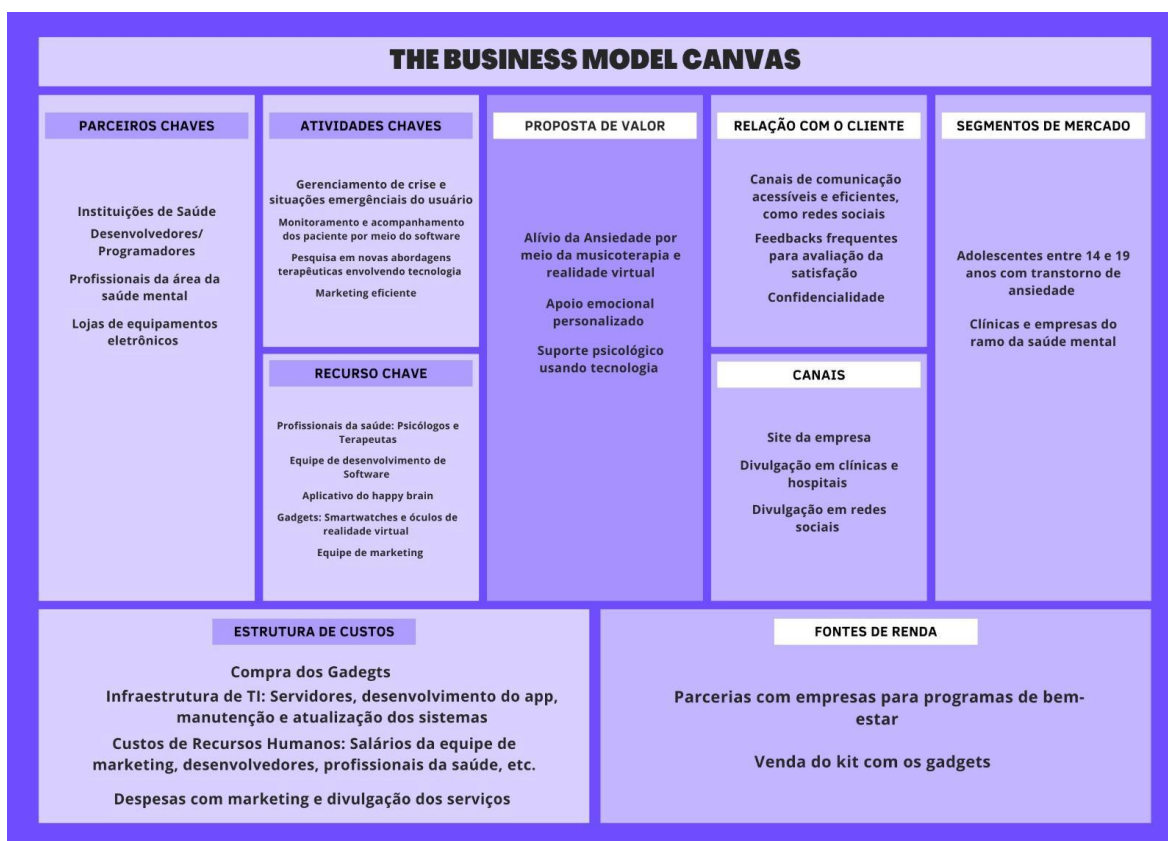 THE BUSINESS MODEL CANVAS
PARCEIROS CHAVES
Instituições de Saúde
Desenvolvedores/
Programadores
Profissionais da área da
saúde mental
Lojas de equipamentos
eletrônicos
ATIVIDADES CHAVES
Gerenciamento de crise e
situações emergênciais do usuário
Monitoramento e acompanhamento
dos paciente por meio do software
Pesquisa em novas abordagens
terapêuticas envolvendo tecnologia
Marketing eficiente
RECURSO CHAVE
Profissionais da saúde: Psicólogos e
Terapeutas
Equipe de desenvolvimento de
Software
Aplicativo do happy brain
Gadgets: Smartwatches e óculos de
realidade virtual
Equipe de marketing
PROPOSTA DE VALOR
Alívio da Ansiedade por
meio da musicoterapia e
realidade virtual
Apoio emocional
personalizado
Suporte psicológico
usando tecnologia
RELAÇÃO COM O CLIENTE
Canais de comunicação
acessíveis e eficientes,
como redes sociais
Feedbacks frequentes
para avaliação da
satisfação
Confidencialidade
CANAIS
Site da empresa
Divulgação em clínicas e
hospitais
Divulgação em redes
sociais
SEGMENTOS DE MERCADO
Adolescentes entre 14 e 19
anos com transtorno de
ansiedade
Clínicas e empresas do
ramo da saúde mental
ESTRUTURA DE CUSTOS
Compra dos Gadegts
Infraestrutura de TI: Servidores, desenvolvimento do app,
manutenção e atualização dos sistemas
Custos de Recursos Humanos: Salários da equipe de
marketing, desenvolvedores, profissionais da saúde, etc.
Despesas com marketing e divulgação dos serviços
FONTES DE RENDA
Parcerias com empresas para programas de bem-
estar
Venda do kit com os gadgets